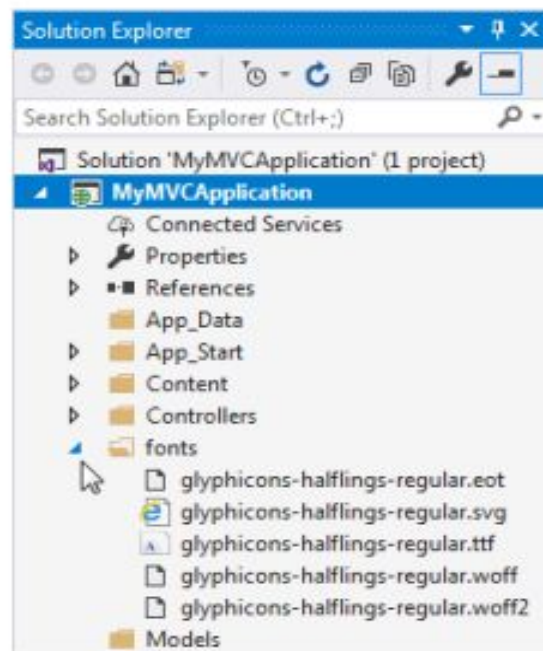 Solution Explorer
Search Solution Explorer (Ctrl+;)
Solution 'MyMVCApplication' (1 project)
MyMVCApplication
Connected Services
Properties
References
App_Data
App_Start
Content
Controllers
fonts
glyphicons-halflings-regular.eot
glyphicons-halflings-regular.svg
glyphicons-halflings-regular.ttf
glyphicons-halflings-regular.woff
glyphicons-halflings-regular.woff2
Models